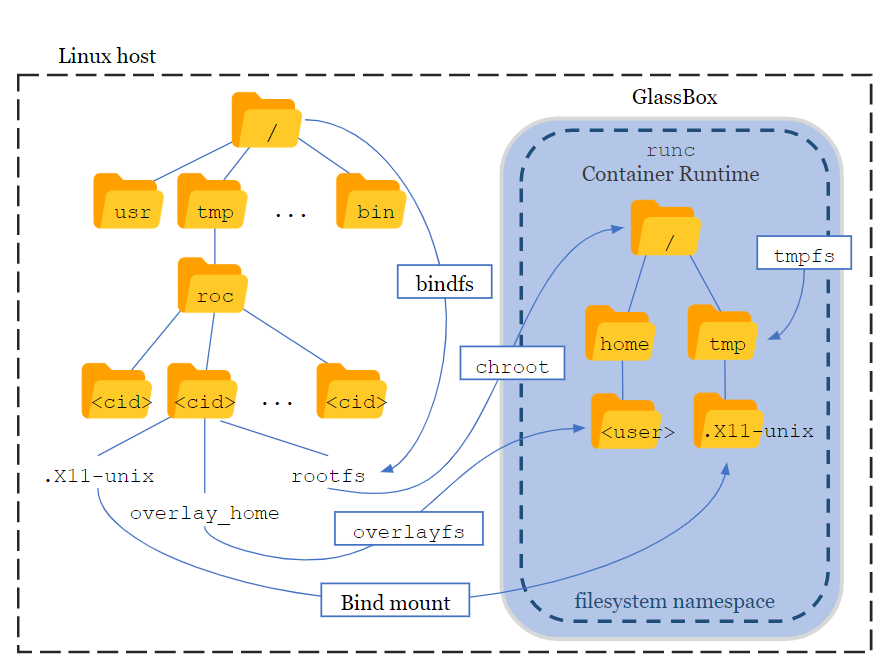 Linux host
GlassBox
/
runc
Container Runtime
usr
tmp
...
bin
/
tmpfs
roc
bindfs
home
tmp
chroot
<cid>
<cid>
...
<cid>
<user>
.X11-unix
.X11-unix
rootfs
overlay_home
overlayfs
Bind mount
filesystem namespace